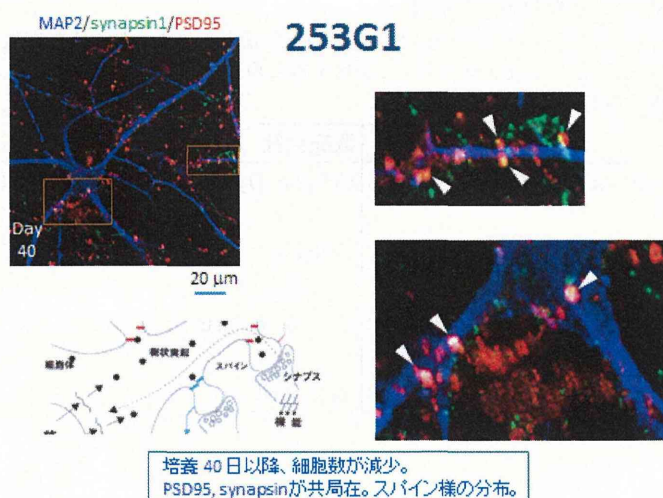 MAP2/synapsin1/PSD95
253G1
Day
40
20 μm
細胞体
樹状突起
スパイン
シナプス
機能
培養 40 日以降、細胞数が減少。
PSD95, synapsinが共局在。スパイン様の分布。